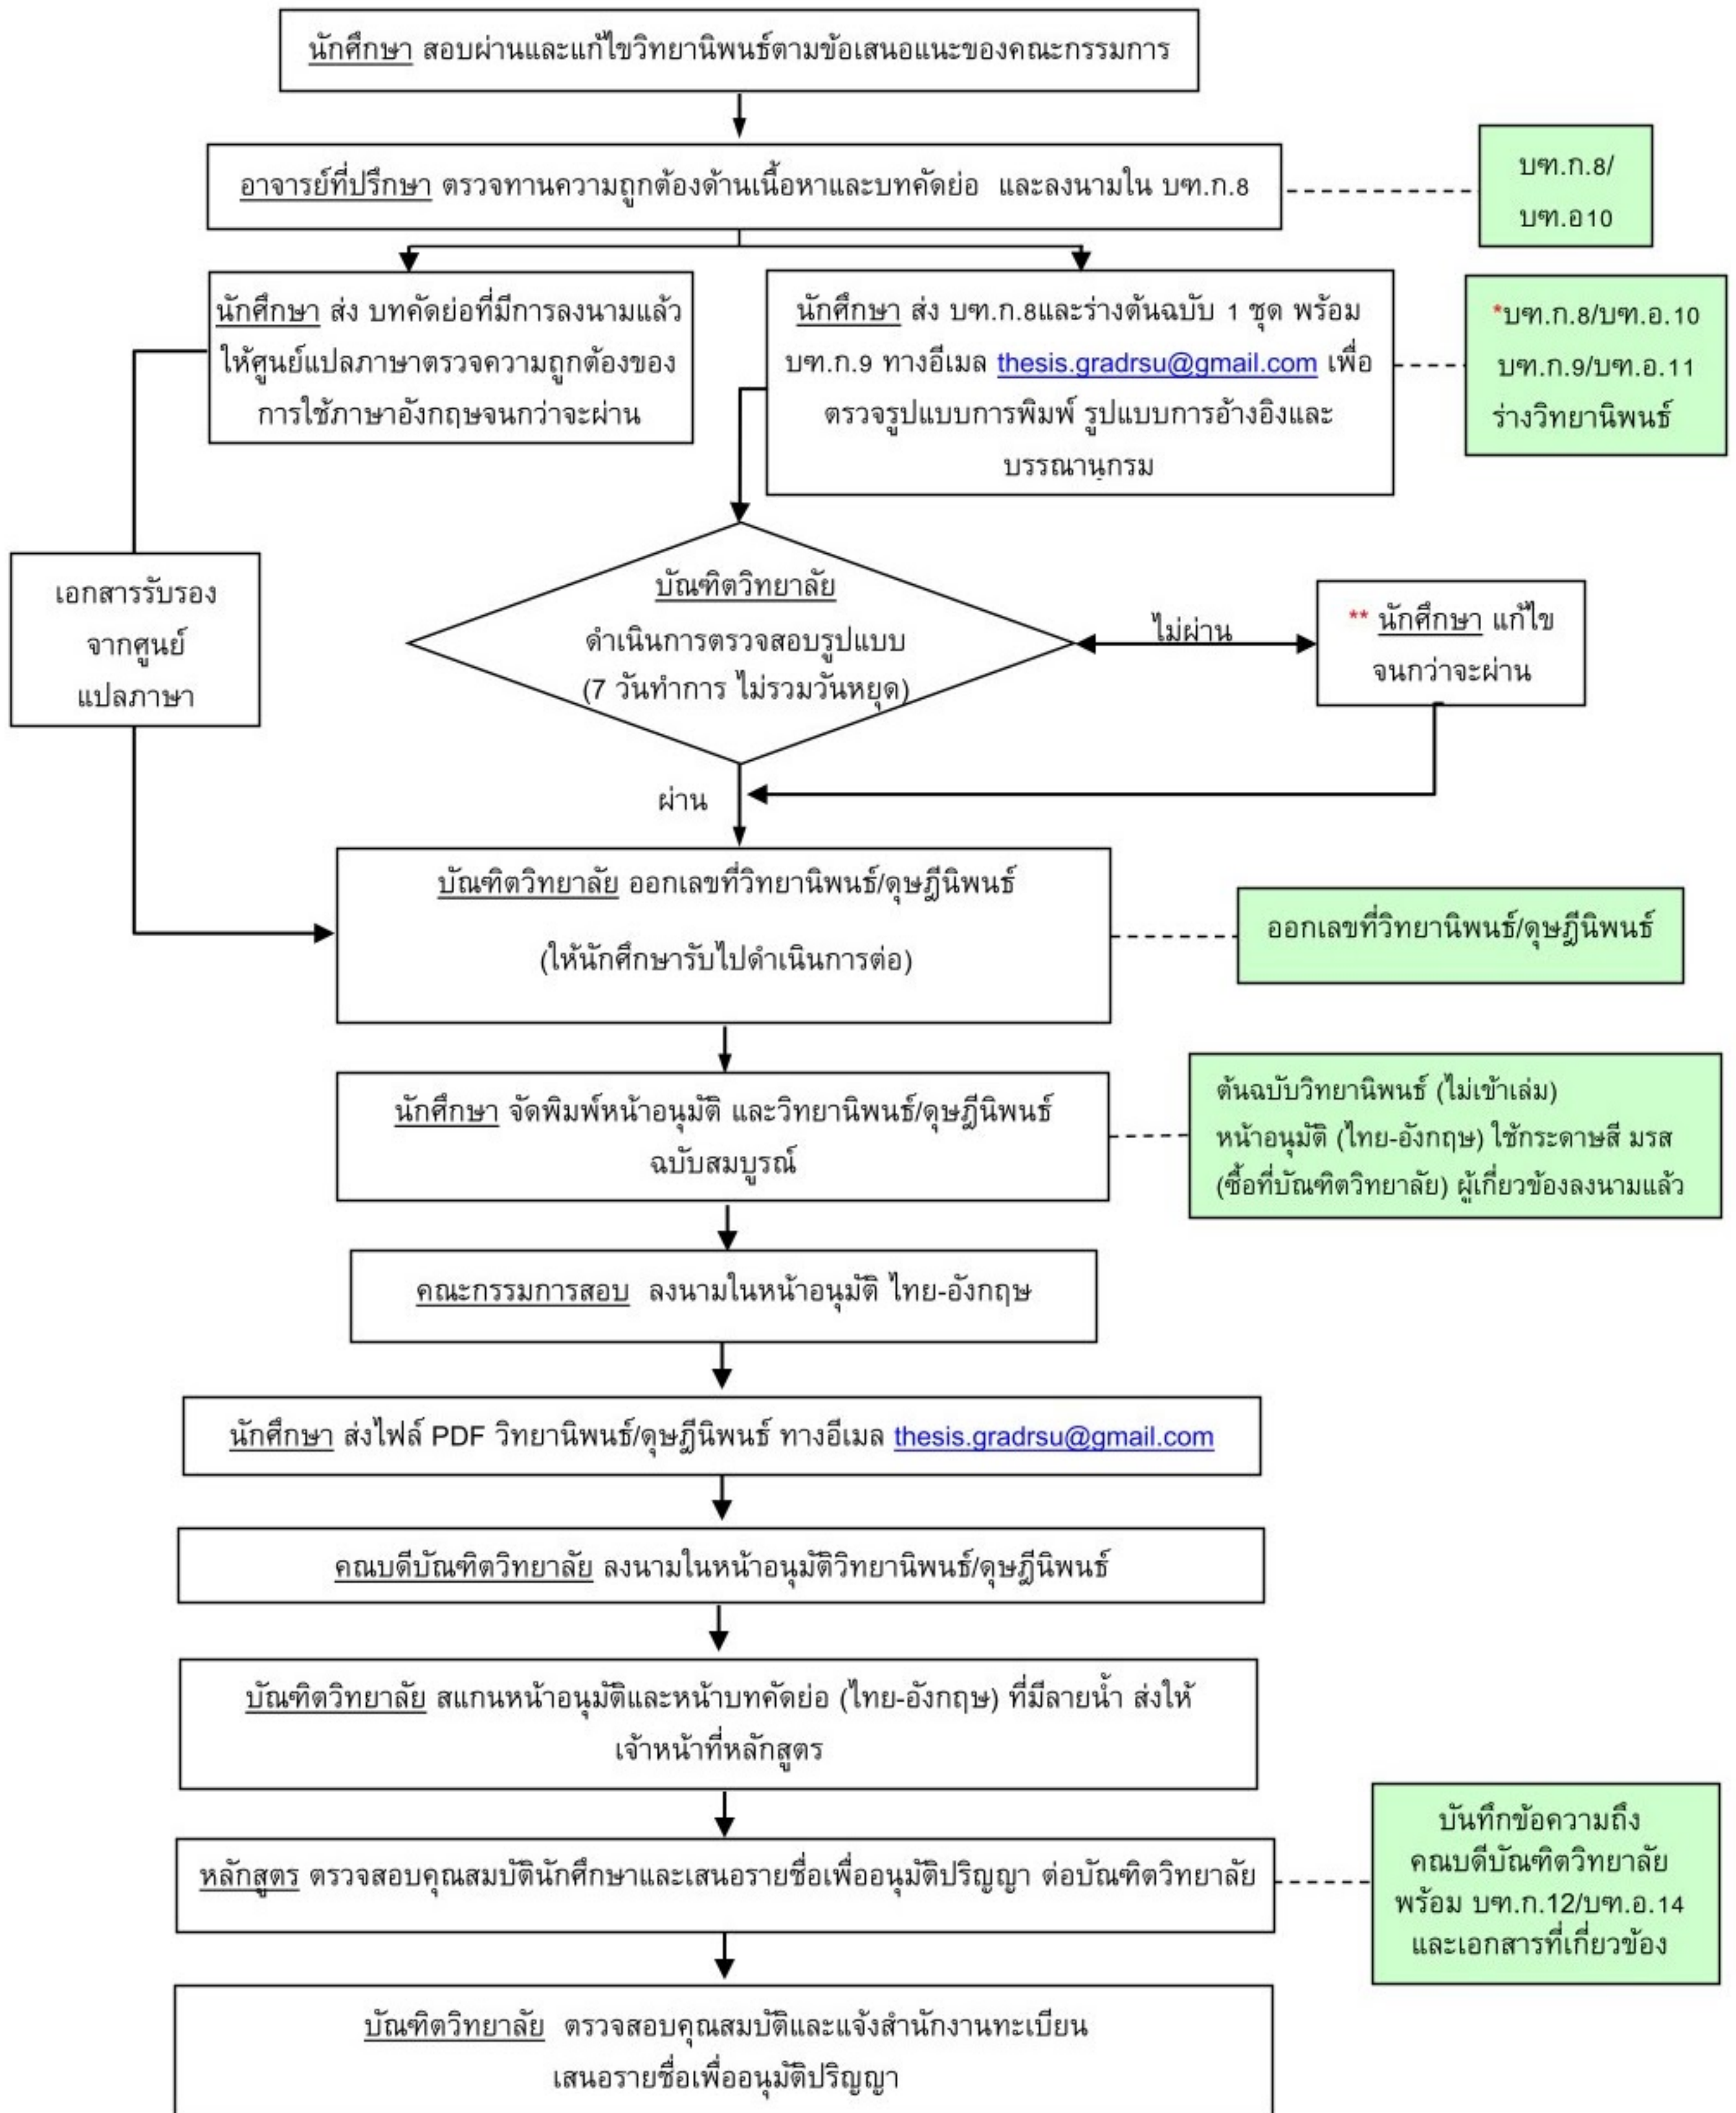 นักศึกษา สอบผ่านและแก้ไขวิทยานิพนธ์ตามข้อเสนอแนะของคณะกรรมการ
อาจารย์ที่ปรึกษา ตรวจทานความถูกต้องด้านเนื้อหาและบทคัดย่อ และลงนามใน บฑ.ก.8
บฑ.ก.8/
บฑ.อ10
นักศึกษา ส่ง บทคัดย่อที่มีการลงนามแล้ว
ให้ศูนย์แปลภาษาตรวจความถูกต้องของ
การใช้ภาษาอังกฤษจนกว่าจะผ่าน
นักศึกษา ส่ง บฑ.ก.8และร่างต้นฉบับ 1 ชุด พร้อม
บฑ.ก.9 ทางอีเมล thesis.gradrsu@gmail.com เพื่อ
ตรวจรูปแบบการพิมพ์ รูปแบบการอ้างอิงและ
บรรณานุกรม
*บฑ.ก.8/บฑ.อ.10
บฑ.ก.9/บฑ.อ.11
ร่างวิทยานิพนธ์
เอกสารรับรอง
จากศูนย์
แปลภาษา
บัณฑิตวิทยาลัย
ดำเนินการตรวจสอบรูปแบบ
(7 วันทำการ ไม่รวมวันหยุด)
ไม่ผ่าน
** นักศึกษา แก้ไข
จนกว่าจะผ่าน
ผ่าน
บัณฑิตวิทยาลัย ออกเลขที่วิทยานิพนธ์/ดุษฎีนิพนธ์
(ให้นักศึกษารับไปดำเนินการต่อ)
ออกเลขที่วิทยานิพนธ์/ดุษฎีนิพนธ์
นักศึกษา จัดพิมพ์หน้าอนุมัติ และวิทยานิพนธ์/ดุษฎีนิพนธ์
ฉบับสมบูรณ์
ต้นฉบับวิทยานิพนธ์ (ไม่เข้าเล่ม)
หน้าอนุมัติ (ไทย-อังกฤษ) ใช้กระดาษสี มรส
(ซื้อที่บัณฑิตวิทยาลัย) ผู้เกี่ยวข้องลงนามแล้ว
คณะกรรมการสอบ ลงนามในหน้าอนุมัติ ไทย-อังกฤษ
นักศึกษา ส่งไฟล์ PDF วิทยานิพนธ์/ดุษฎีนิพนธ์ ทางอีเมล thesis.gradrsu@gmail.com
คณบดีบัณฑิตวิทยาลัย ลงนามในหน้าอนุมัติวิทยานิพนธ์/ดุษฎีนิพนธ์
บัณฑิตวิทยาลัย สแกนหน้าอนุมัติและหน้าบทคัดย่อ (ไทย-อังกฤษ) ที่มีลายน้ำ ส่งให้
เจ้าหน้าที่หลักสูตร
หลักสูตร ตรวจสอบคุณสมบัตินักศึกษาและเสนอรายชื่อเพื่ออนุมัติปริญญา ต่อบัณฑิตวิทยาลัย
บันทึกข้อความถึง
คณบดีบัณฑิตวิทยาลัย
พร้อม บฑ.ก.12/บฑ.อ.14
และเอกสารที่เกี่ยวข้อง
บัณฑิตวิทยาลัย ตรวจสอบคุณสมบัติและแจ้งสำนักงานทะเบียน
เสนอรายชื่อเพื่ออนุมัติปริญญา